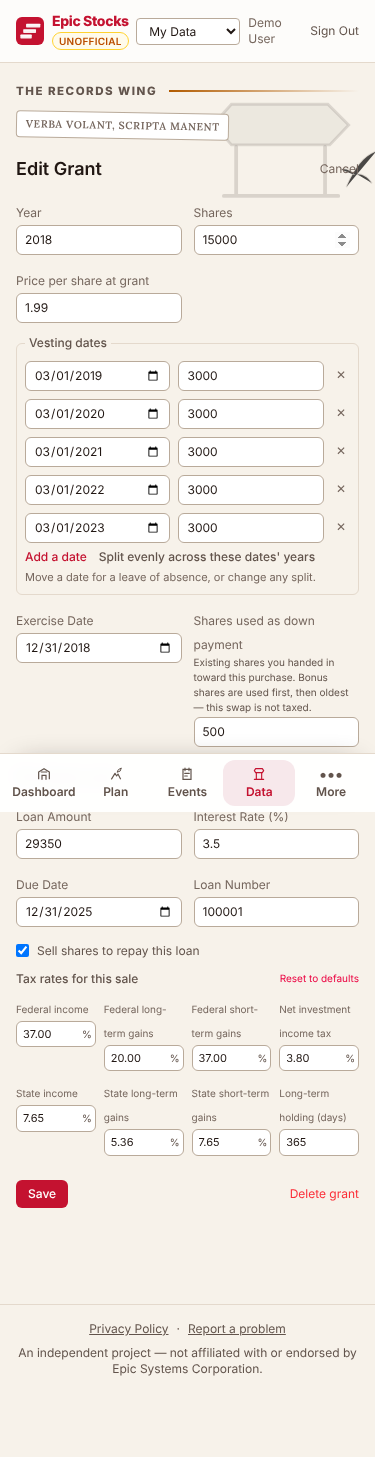 Epic Stocks
UNOFFICIAL
My Data
Demo
User
Sign Out
THE RECORDS WING
VERBA VOLANT, SCRIPTA MANENT
Edit Grant
Cancel
Year
Shares
2018
15000
Price per share at grant
1.99
Vesting dates
03/01/2019
3000
×
03/01/2020
3000
×
03/01/2021
3000
×
03/01/2022
3000
×
03/01/2023
3000
×
Add a date
Split evenly across these dates' years
Move a date for a leave of absence, or change any split.
Exercise Date
12/31/2018
Shares used as down
payment
Existing shares you handed in
toward this purchase. Bonus
shares are used first, then oldest
— this swap is not taxed.
500
Dashboard
Plan
Events
Data
More
Loan Amount
Interest Rate (%)
29350
3.5
Due Date
Loan Number
12/31/2025
100001
Sell shares to repay this loan
Tax rates for this sale
Reset to defaults
Federal income
37.00 %
Federal long-
term gains
20.00 %
Federal short-
term gains
37.00 %
Net investment
income tax
3.80 %
State income
7.65 %
State long-term
gains
5.36 %
State short-term
gains
7.65 %
Long-term
holding (days)
365
Save
Delete grant
Privacy Policy · Report a problem
An independent project — not affiliated with or endorsed by
Epic Systems Corporation.